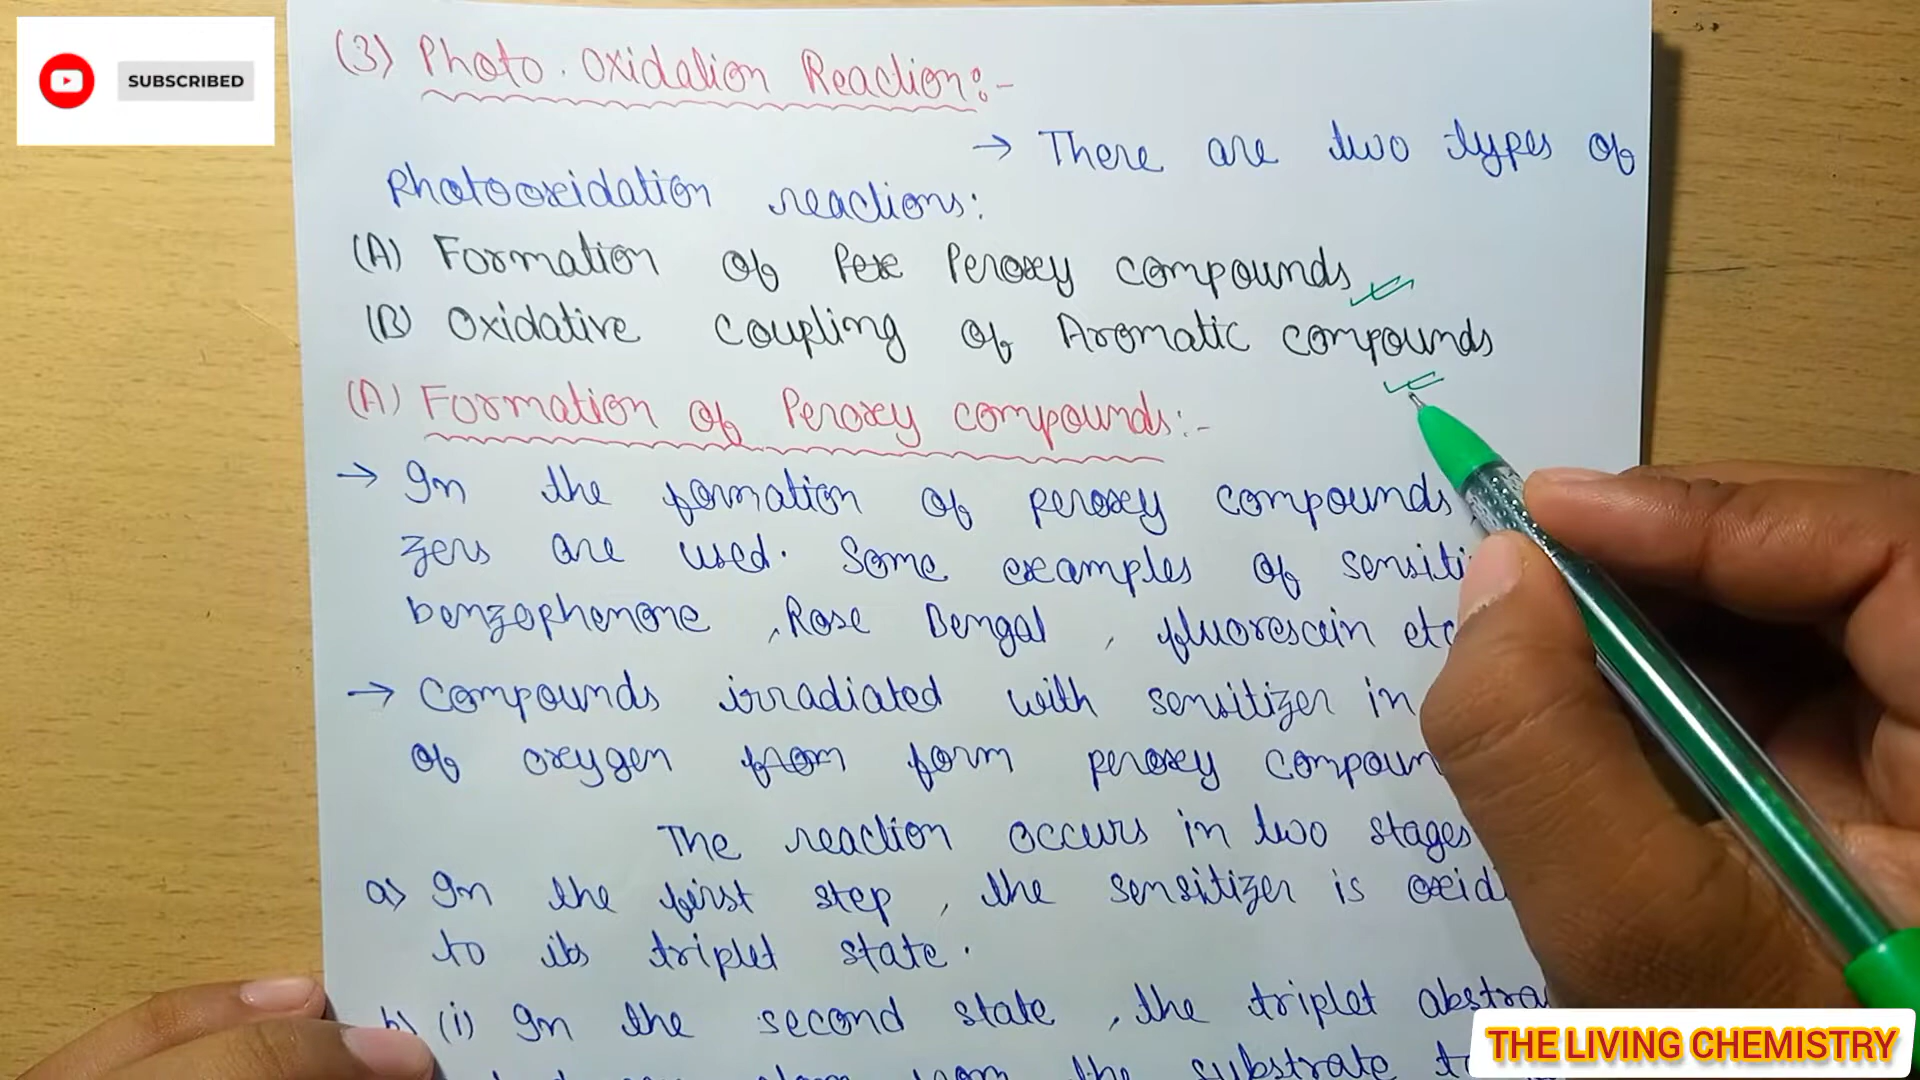 SUBSCRIBED
(3) Photo. Oxidation Reaction:-
→ There are two types of
Photooxidation reactions:
(A) Formation of Pex Peroxy compounds
(B) Oxidative Coupling of Aromatic compounds
(A) Formation of Peroxy compounds:-
→ In the formation of peroxy compounds,
zers are used. Some examples of sensiti
benzophenone, Rose Bengal, fluorescein etc
→ Compounds irradiated with sensitizer in
of oxygen from form peroxy compoun
The reaction occurs in two stages
a) In the first step, the sensitizer is oxid
to its triplet state.
b) (i) In the second state, the triplet abstra
the substrate t
THE LIVING CHEMISTRY